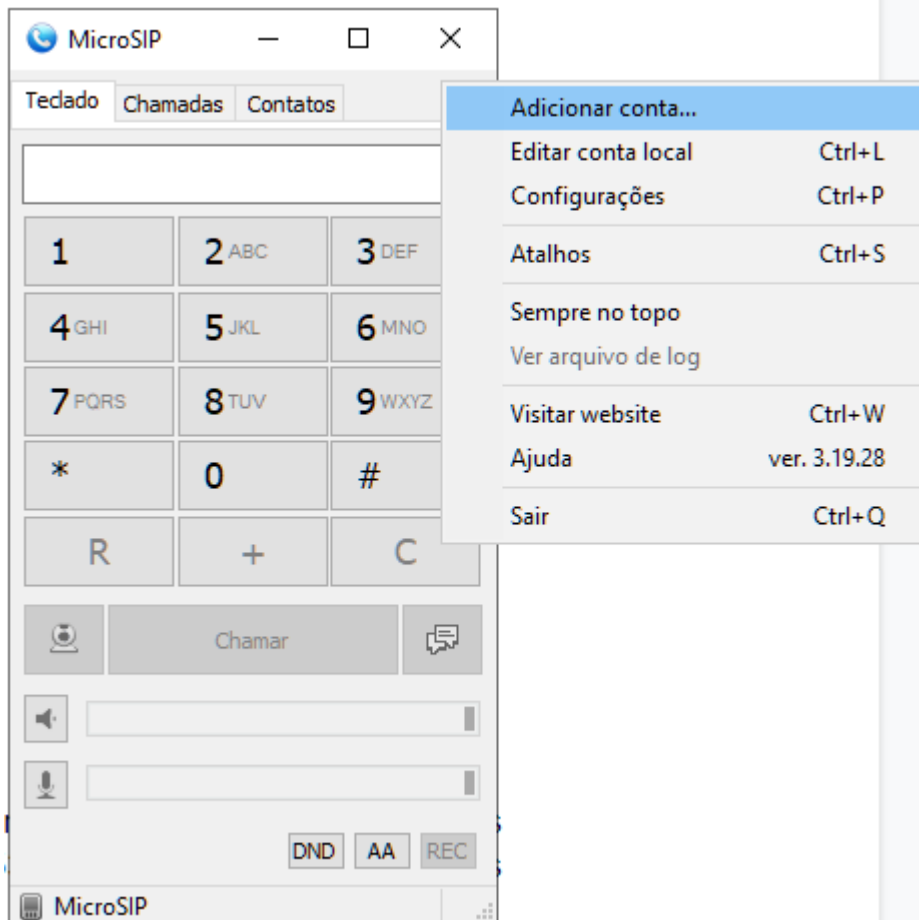 MicroSIP
Teclado Chamadas Contatos
Adicionar conta...
Editar conta local Ctrl+L
Configurações Ctrl+P
Atalhos Ctrl+S
Sempre no topo
Ver arquivo de log
Visitar website Ctrl+W
Ajuda ver. 3.19.28
Sair Ctrl+Q
1 2 ABC 3 DEF
4 GHI 5 JKL 6 MNO
7 PQRS 8 TUV 9 WXYZ
* 0 #
R + C
Chamar
DND AA REC
MicroSIP